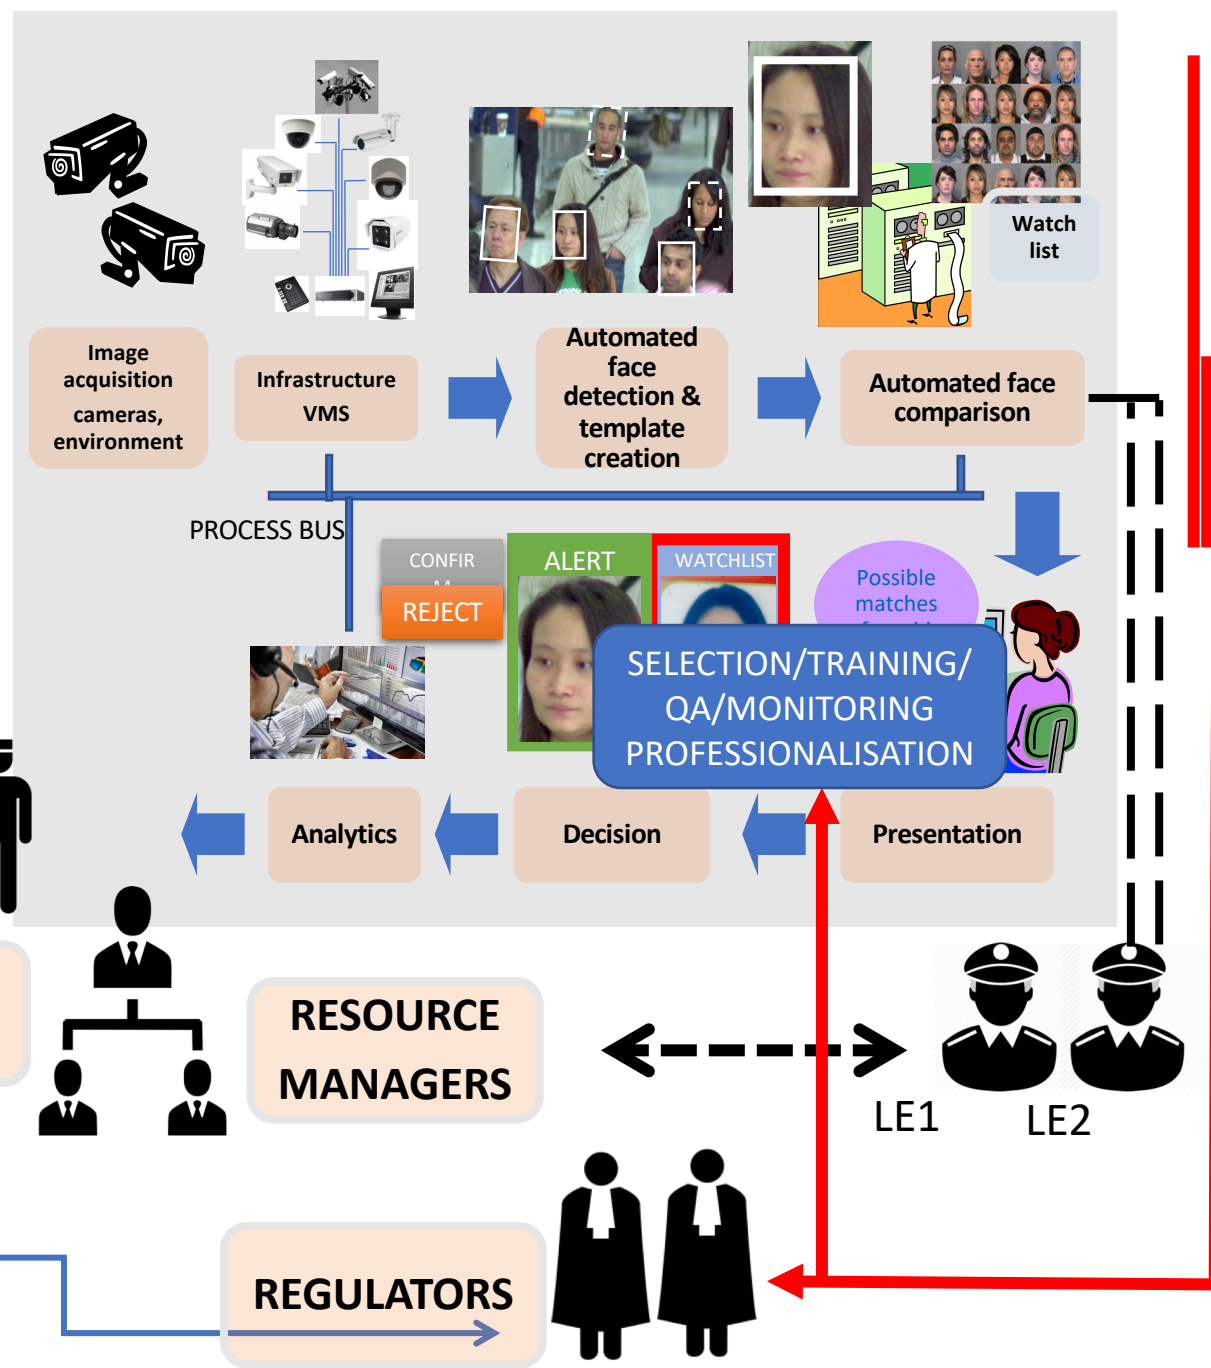 Watch
list
Image
acquisition
cameras,
environment
Infrastructure
VMS
Automated
face
detection &
template
creation
Automated face
comparison
PROCESS BUS
CONFIR
REJECT
ALERT
WATCHLIST
Possible
matches
SELECTION/TRAINING/
QA/MONITORING
PROFESSIONALISATION
Analytics
Decision
Presentation
RESOURCE
MANAGERS
LE1
LE2
REGULATORS